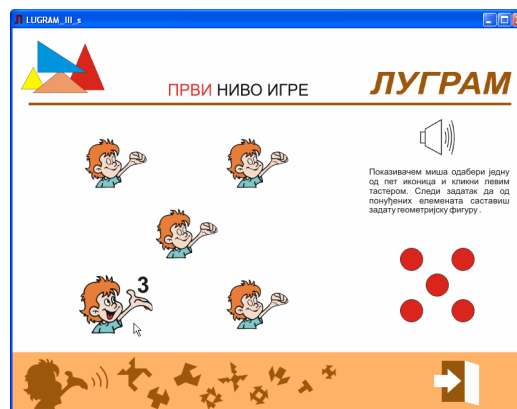 LUGRAM_III_s
ПРВИ НИВО ИГРЕ
ЛУГРАМ
Показивачем миша одабери једну
од пет иконица и кликни левим
тастером. Следи задатак да од
понуђених елемената саставиш
задату геометријску фигуру .
3